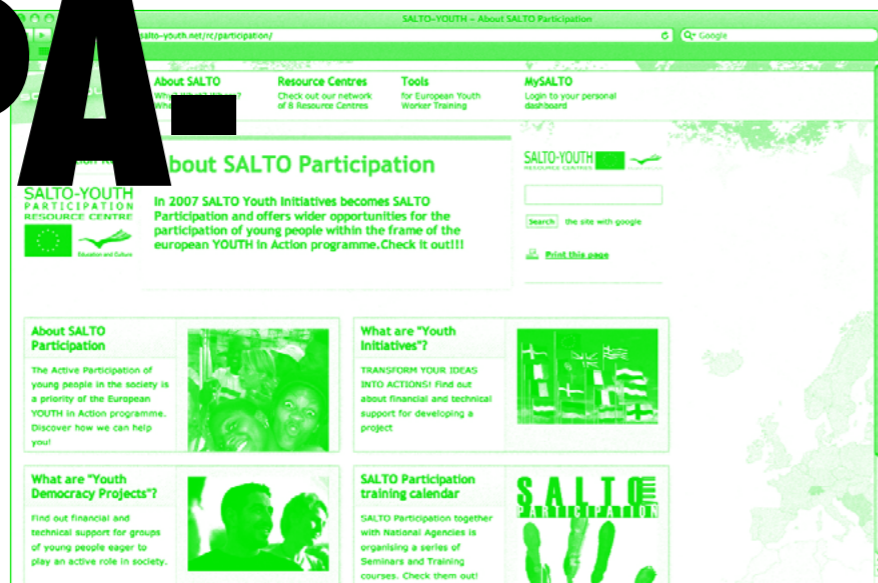 PA-
SALTO-YOUTH - About SALTO Participation
salto-youth.net/rc/participation/
Google
About SALTO
Resource Centres
Check out our network
of 8 Resource Centres
Tools
for European Youth
Worker Training
MySALTO
Login to your personal
dashboard
bout SALTO Participation
In 2007 SALTO Youth Initiatives becomes SALTO
Participation and offers wider opportunities for the
participation of young people within the frame of the
european YOUTH in Action programme.Check it out!!!
SALTO-YOUTH
PARTICIPATION
RESOURCE CENTRE
Education and Culture
SALTO-YOUTH
RESOURCE CENTRES
Search the site with google
Print this page
About SALTO
Participation
The Active Participation of
young people in the society is
a priority of the European
YOUTH in Action programme.
Discover how we can help
you!
What are "Youth
Initiatives"?
TRANSFORM YOUR IDEAS
INTO ACTIONS! Find out
about financial and technical
support for developing a
project
What are "Youth
Democracy Projects"?
Find out financial and
technical support for groups
of young people eager to
play an active role in society.
SALTO Participation
training calendar
SALTO Participation together
with National Agencies is
organising a series of
Seminars and Training
courses. Check them out!
SALTO
PARTICIPATION